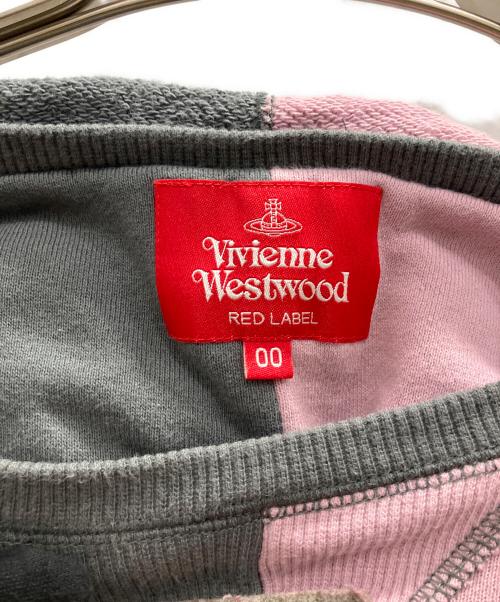 Vivienne
Westwood
RED LABEL
00